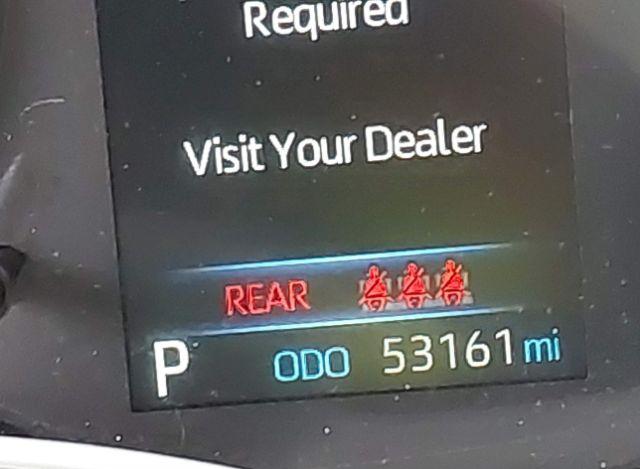 Required
Visit Your Dealer
REAR
P ODO 53161 mi